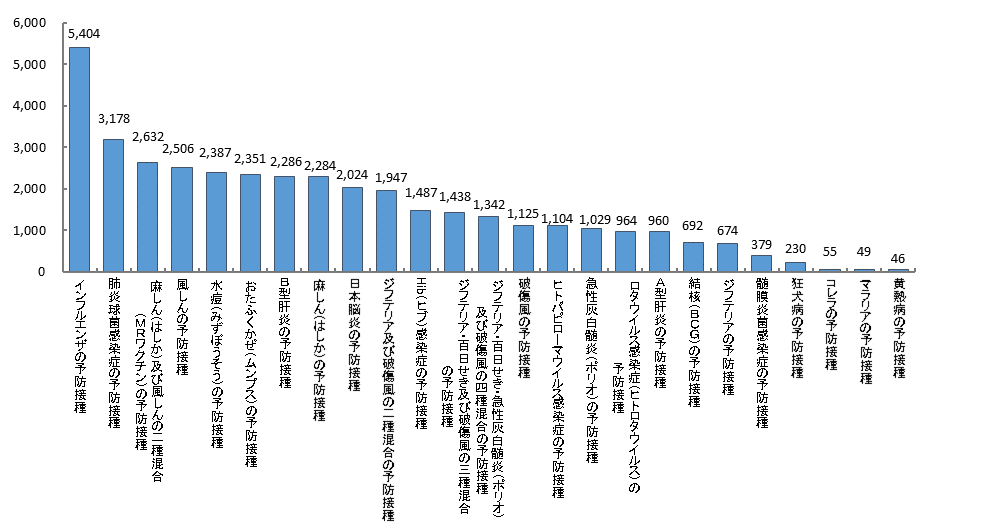 6,000
5,000
4,000
3,000
2,000
1,000
0
5,404
3,178
2,632
2,506
2,387
2,351
2,286
2,284
2,024
1,947
1,487
1,438
1,342
1,125
1,104
1,029
964
960
692
674
379
230
55
49
46
インフルエンザの予防接種
肺炎球菌感染症の予防接種
麻しん(はしか)及び風しんの二種混合
(MRワクチン)の予防接種
風しんの予防接種
水痘(みずぼうそう)の予防接種
おたふくかぜ(ムンプス)の予防接種
B型肝炎の予防接種
麻しん(はしか)の予防接種
日本脳炎の予防接種
ジフテリア及び破傷風の二種混合の予防接種
Hib(ヒブ)感染症の予防接種
ジフテリア・百日せき及び破傷風の三種混合
の予防接種
ジフテリア・百日せき・急性灰白髄炎(ポリオ)
及び破傷風の四種混合の予防接種
破傷風の予防接種
ヒトパピローマウイルス感染症の予防接種
急性灰白髄炎(ポリオ)の予防接種
ロタウイルス感染症(ヒトロタウイルス)の
予防接種
A型肝炎の予防接種
結核(BCG)の予防接種
ジフテリアの予防接種
髄膜炎菌感染症の予防接種
狂犬病の予防接種
コレラの予防接種
マラリアの予防接種
黄熱病の予防接種